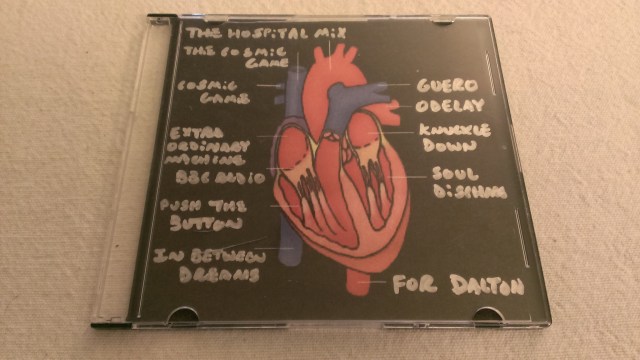 THE HOSPITAL MIX
THE COSMIC
GAME
COSMIC
GAME
EXTRA
ORDINARY
MACHINE
BBC AUDIO
PUSH THE
BUTTON
IN BETWEEN
DREAMS
GUERO
ODELAY
KNUCKLE
DOWN
SOUL
FOR DALTON